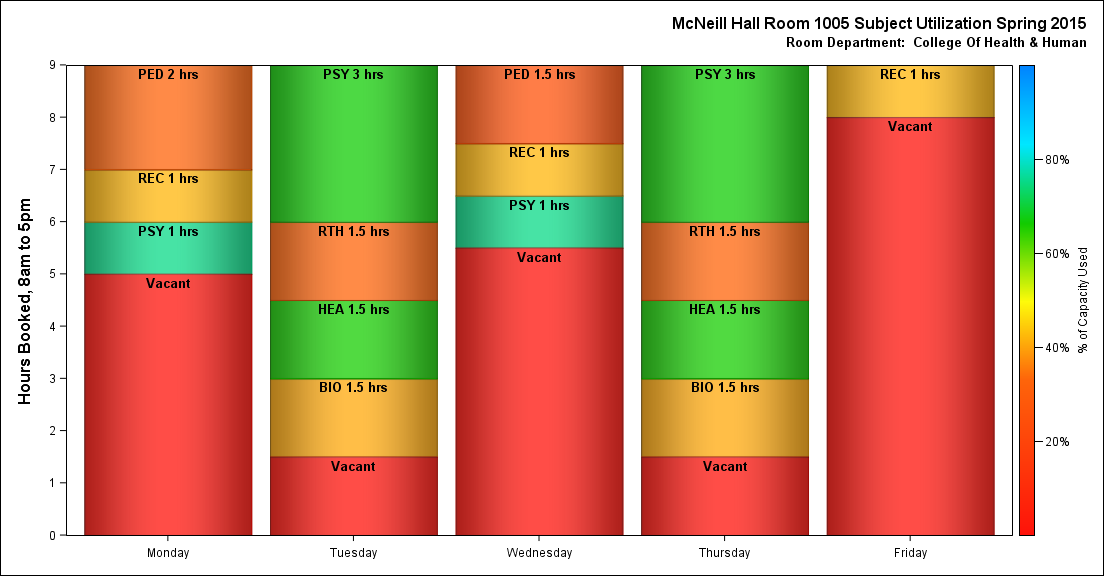 McNeill Hall Room 1005 Subject Utilization Spring 2015
Room Department:  College Of Health & Human
Hours Booked, 8am to 5pm
9
8
7
6
5
4
3
2
1
0
PED 2 hrs
REC 1 hrs
PSY 1 hrs
Vacant
PSY 3 hrs
RTH 1.5 hrs
HEA 1.5 hrs
BIO 1.5 hrs
Vacant
PED 1.5 hrs
REC 1 hrs
PSY 1 hrs
Vacant
PSY 3 hrs
RTH 1.5 hrs
HEA 1.5 hrs
BIO 1.5 hrs
Vacant
REC 1 hrs
Vacant
Monday
Tuesday
Wednesday
Thursday
Friday
80%
60%
40%
20%
% of Capacity Used